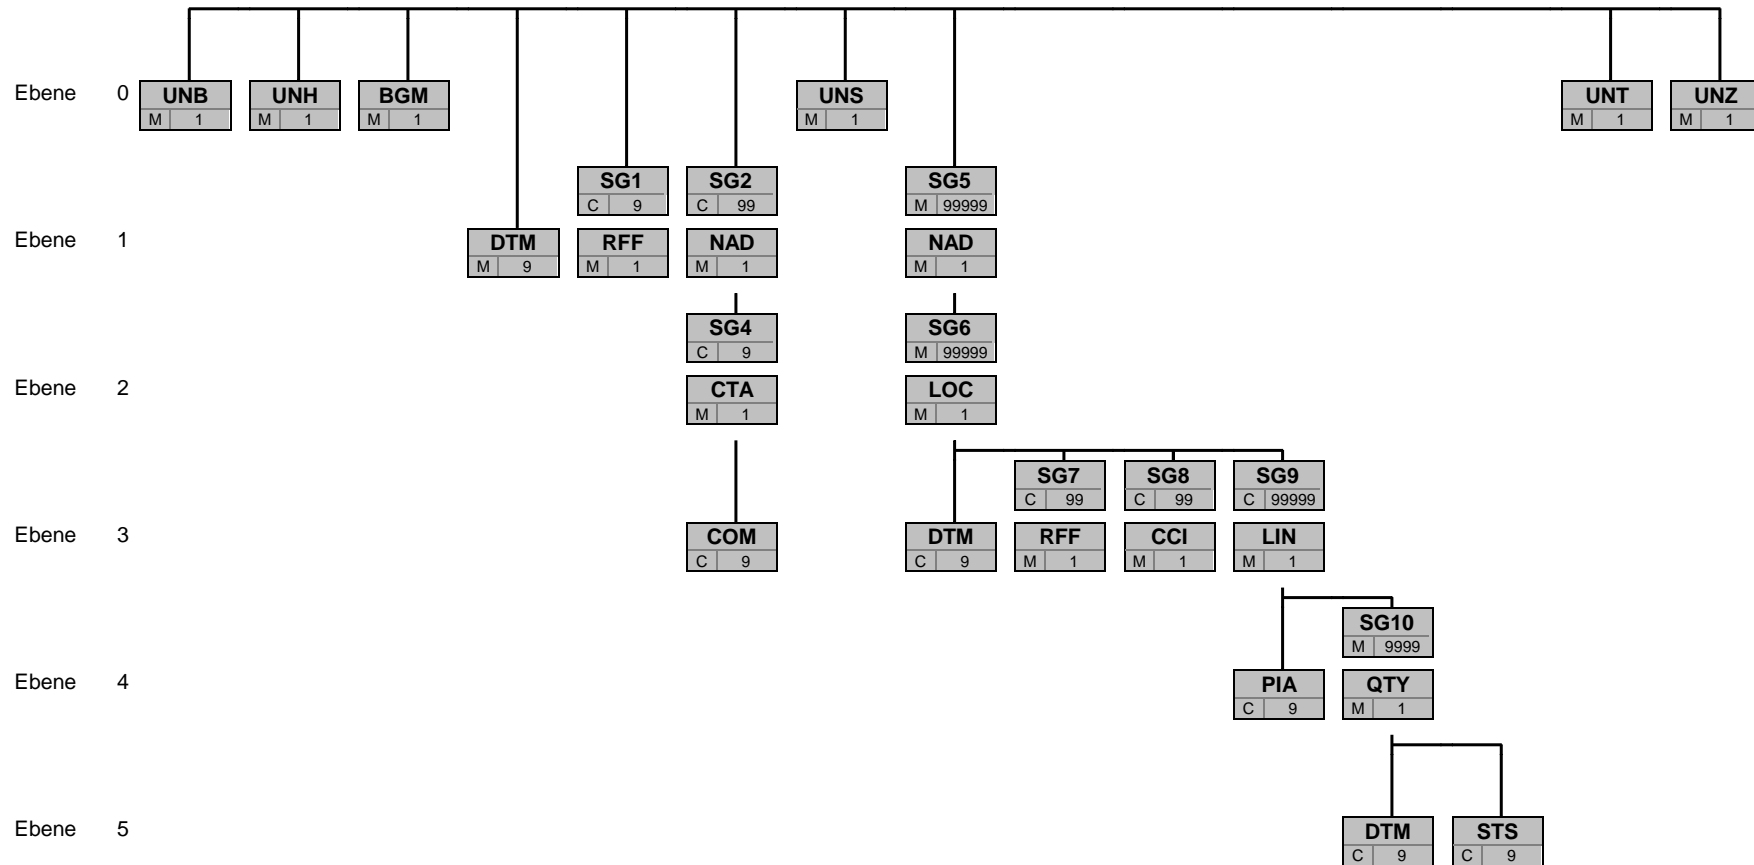 Ebene 0 UNB UNH BGM UNS UNT UNZ
M 1 M 1 M 1 M 1 M 1 M 1
SG1 SG2 SG5
C 9 C 99 M 99999
Ebene 1 DTM RFF NAD NAD
M 9 M 1 M 1 M 1
SG4 SG6
C 9 M 99999
Ebene 2 CTA LOC
M 1 M 1
SG7 SG8 SG9
C 99 C 99 C 99999
Ebene 3 COM DTM RFF CCI LIN
C 9 C 9 M 1 M 1 M 1
SG10
M 9999
Ebene 4 PIA QTY
C 9 M 1
Ebene 5 DTM STS
C 9 C 9